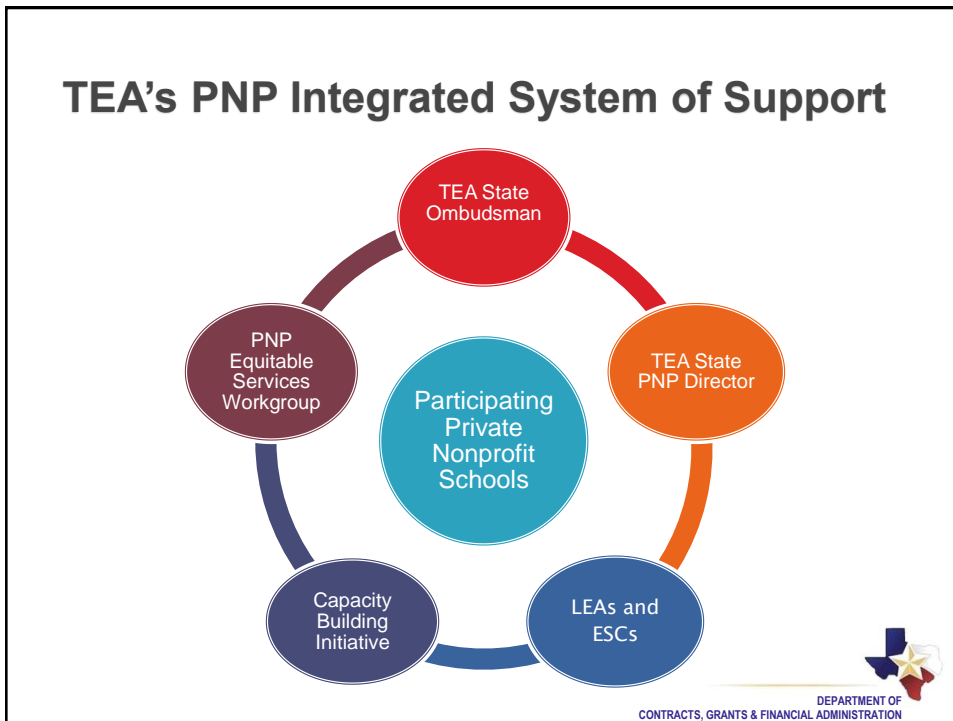 TEA's PNP Integrated System of Support
TEA State
Ombudsman
TEA State
PNP Director
LEAs and
ESCs
Capacity
Building
Initiative
PNP
Equitable
Services
Workgroup
Participating
Private
Nonprofit
Schools
DEPARTMENT OF
CONTRACTS, GRANTS & FINANCIAL ADMINISTRATION